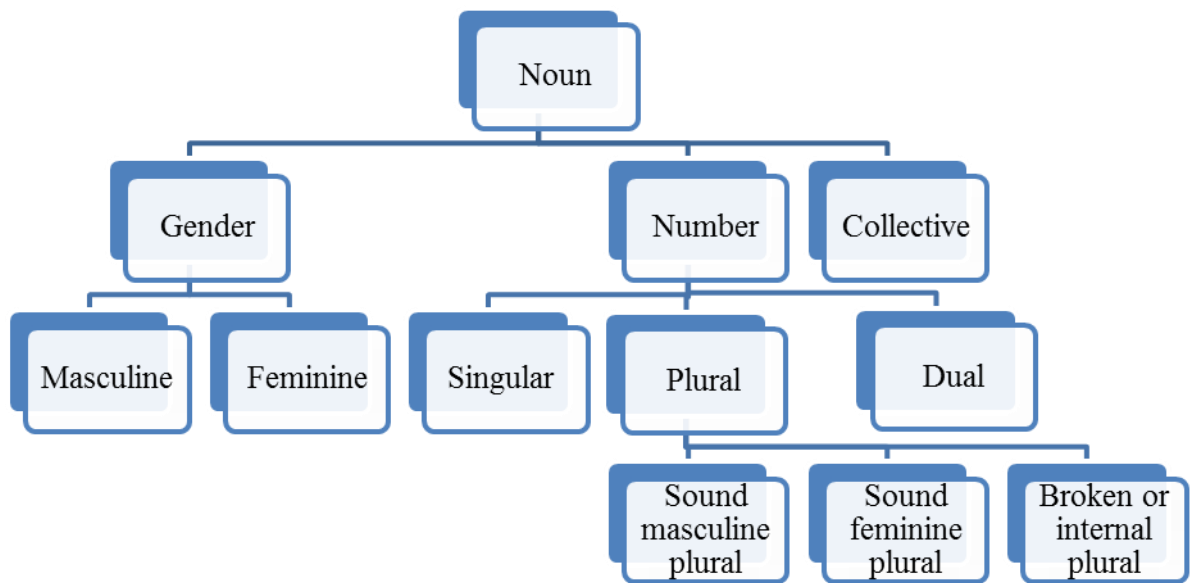 Noun
Gender
Number
Collective
Masculine
Feminine
Singular
Plural
Dual
Sound
masculine
plural
Sound
feminine
plural
Broken or
internal
plural